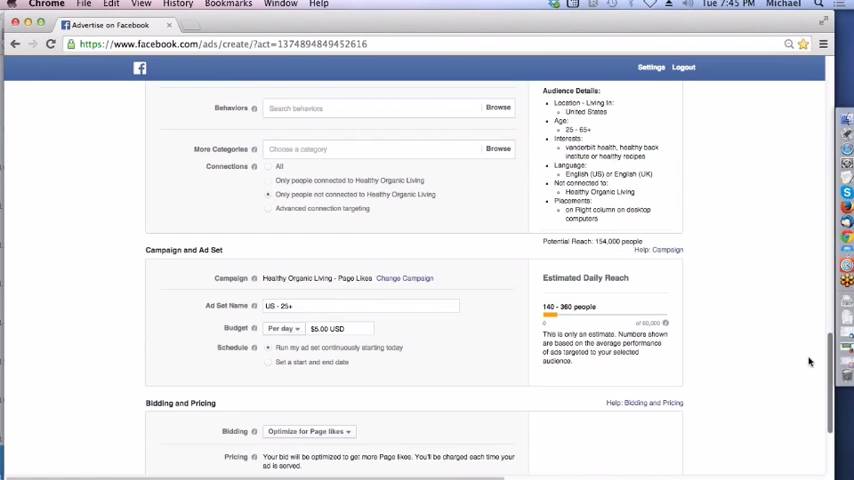 Chrome File Edit View History Bookmarks Window Help Tue 7:45 PM Michael
Advertise on Facebook
https://www.facebook.com/ads/create/?act=1374894849452616
Settings Logout
Behaviors Search behaviors Browse
More Categories Choose a category Browse
Connections All
Only people connected to Healthy Organic Living
Only people not connected to Healthy Organic Living
Advanced connection targeting
Audience Details:
Location - Living In:
United States
Age:
25 - 65+
Interests:
vanderbilt health, healthy back
institute or healthy recipes
Language:
English (US) or English (UK)
Not connected to:
Healthy Organic Living
Placements:
on Right column on desktop
computers
Potential Reach: 154,000 people
Campaign and Ad Set Help: Campaign
Campaign Healthy Organic Living - Page Likes Change Campaign
Ad Set Name US - 25+
Budget Per day $5.00 USD
Schedule Run my ad set continuously starting today
Set a start and end date
Estimated Daily Reach
140 - 360 people
0
This is only an estimate. Numbers shown
are based on the average performance
of ads targeted to your selected
audience.
Bidding and Pricing Help: Bidding and Pricing
Bidding Optimize for Page likes
Pricing Your bid will be optimized to get more Page likes. You'll be charged each time your
ad is served.